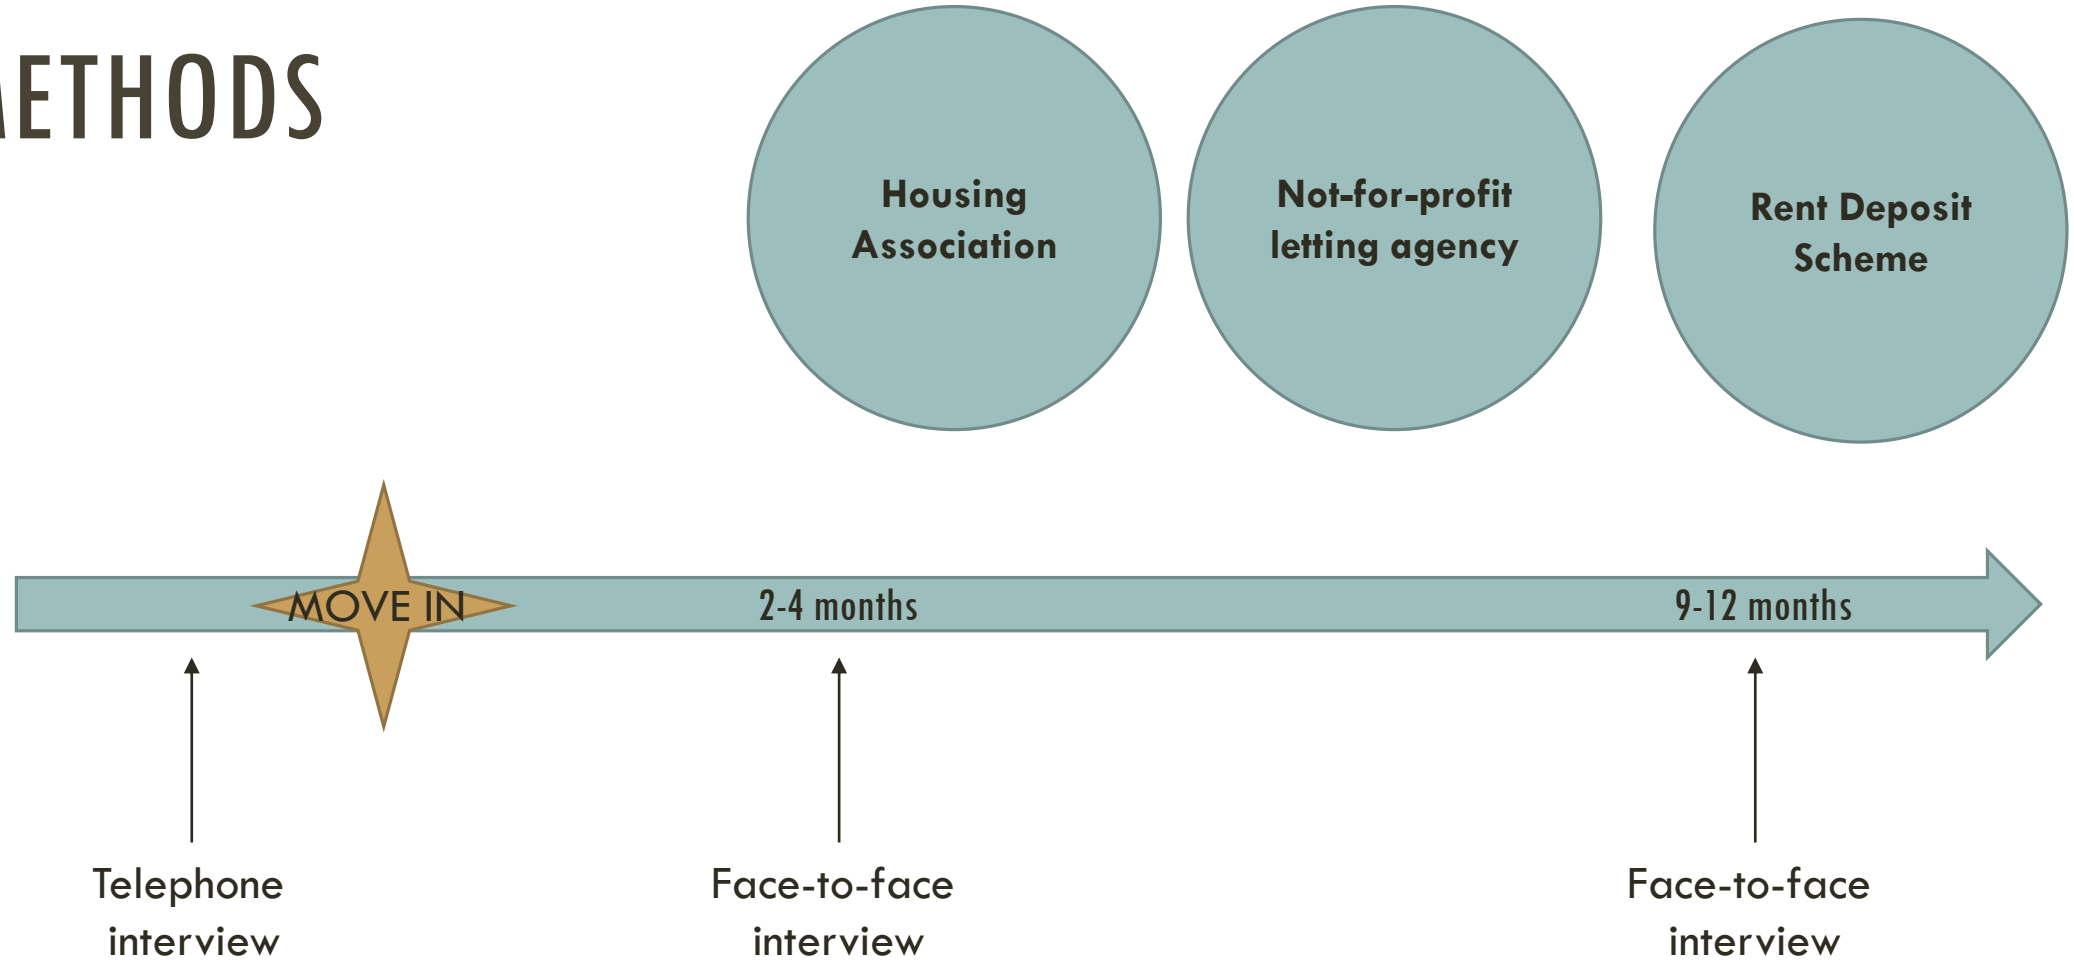 METHODS
Housing
Association
Not-for-profit
letting agency
Rent Deposit
Scheme
MOVE IN
2-4 months
9-12 months
Telephone
interview
Face-to-face
interview
Face-to-face
interview